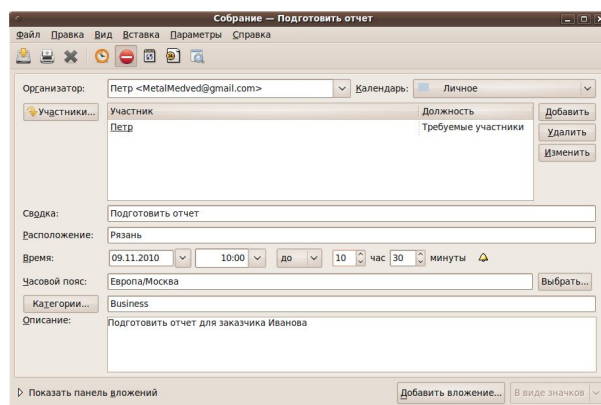 Собрание — Подготовить отчет
Файл Правка Вид Вставка Параметры Справка
Организатор: Петр <MetalMedved@gmail.com> Календарь: Личное
Участники... Участник Должность Добавить
Петр Требуемые участники Удалить
Изменить
Сводка: Подготовить отчет
Расположение: Рязань
Время: 09.11.2010 10:00 до 10 час 30 минуты
Часовой пояс: Европа/Москва Выбрать...
Категории... Business
Описание: Подготовить отчет для заказчика Иванова
Показать панель вложений Добавить вложение... В виде значков